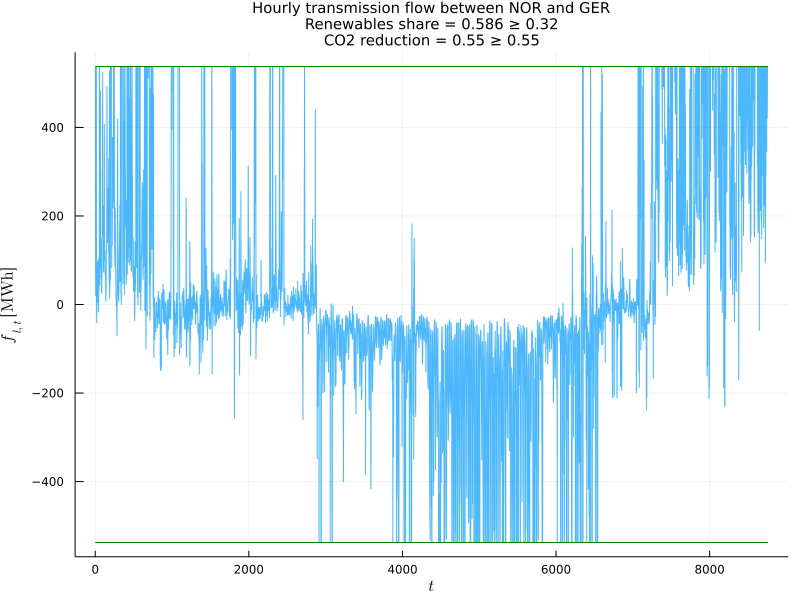 Hourly transmission flow between NOR and GER
Renewables share = 0.586 ≥ 0.32
CO2 reduction = 0.55 ≥ 0.55
400
200
0
−200
−400
f l, t [MWh]
0 2000 4000 6000 8000
t